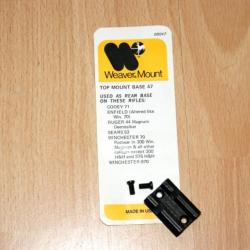 Weaver Mount
TOP MOUNT BASE 47
USED AS REAR BASE
ON THESE RIFLES:
COOEY 71
ENFIELD (Altered like
Win. 70)
RUGER 44 Magnum
Deerstalker
SEARS 53
WINCHESTER 70
Postwar in 300 Win.
Magnum & all other
calibers except 300
H&H and 375 H&H
WINCHESTER 670
MADE IN U